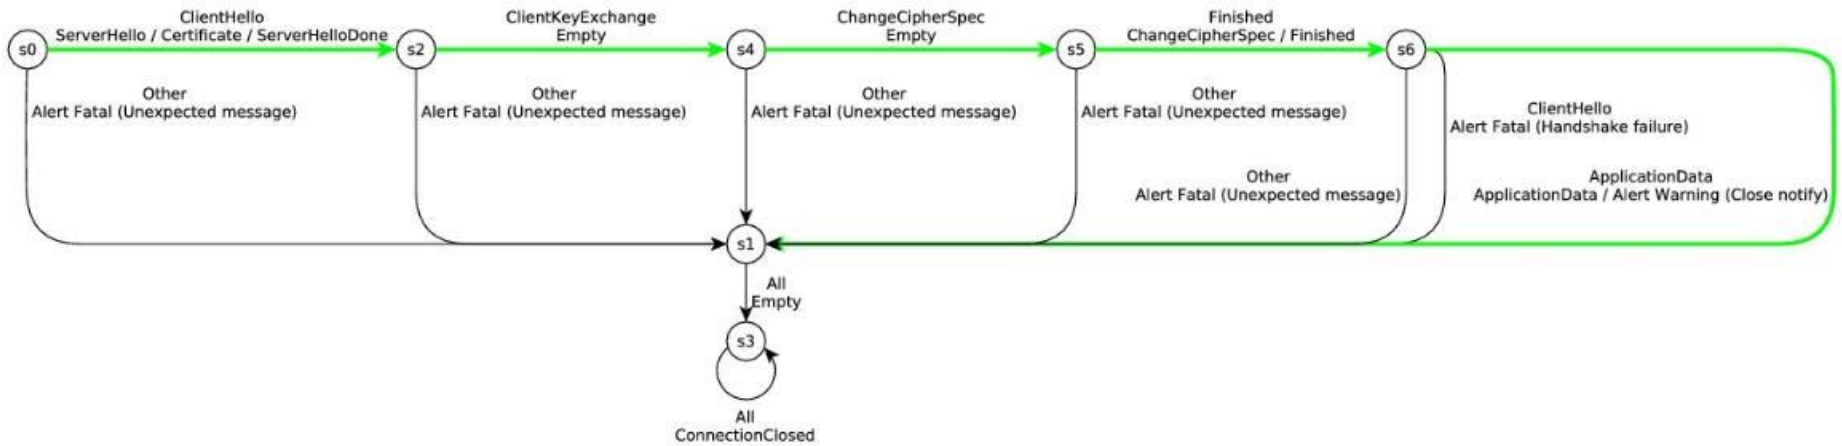 ClientHello
ServerHello / Certificate / ServerHelloDone
ClientKeyExchange
Empty
ChangeCipherSpec
Empty
Finished
ChangeCipherSpec / Finished
s0
s2
s4
s5
s6
Other
Alert Fatal (Unexpected message)
Other
Alert Fatal (Unexpected message)
Other
Alert Fatal (Unexpected message)
Other
Alert Fatal (Unexpected message)
ClientHello
Alert Fatal (Handshake failure)
Other
Alert Fatal (Unexpected message)
ApplicationData
ApplicationData / Alert Warning (Close notify)
s1
All
Empty
s3
All
ConnectionClosed